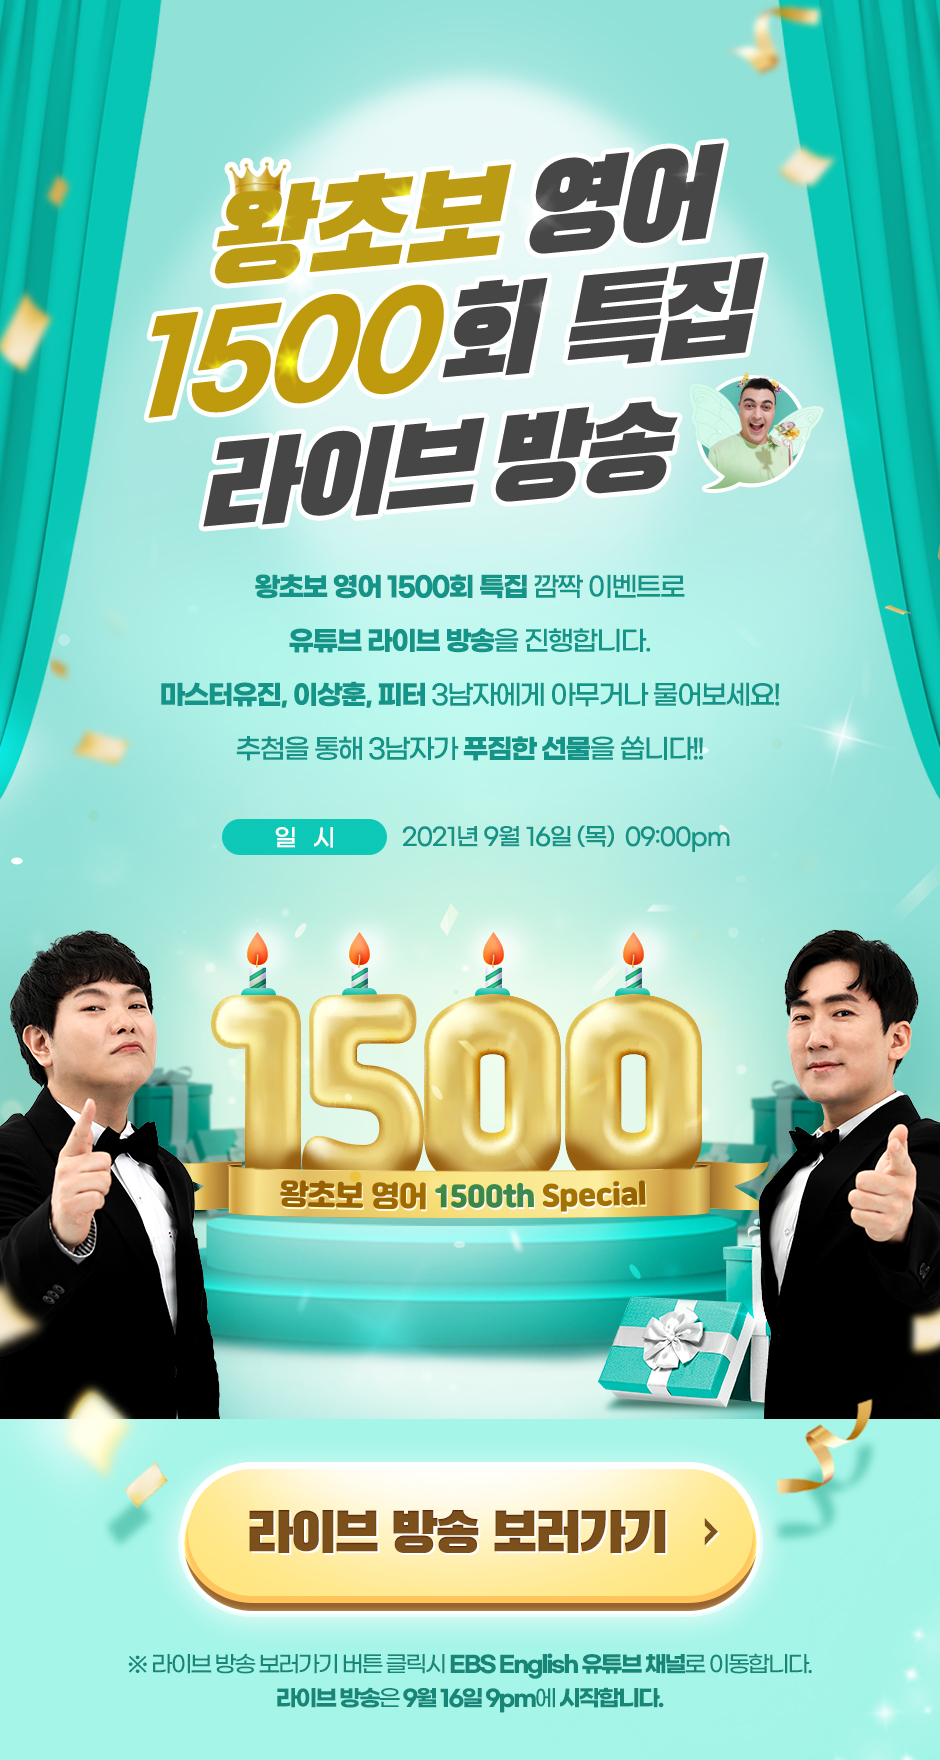 왕초보 영어
1500회 특집
라이브 방송
왕초보 영어 1500회 특집 깜짝 이벤트로
유튜브 라이브 방송을 진행합니다.
마스터유진, 이상훈, 피터 3남자에게 아무거나 물어보세요!
추첨을 통해 3남자가 푸짐한 선물을 쏩니다!!
일 시 2021년 9월 16일 (목) 09:00pm
1500
왕초보 영어 1500th Special
라이브 방송 보러가기 >
※ 라이브 방송 보러가기 버튼 클릭시 EBS English 유튜브 채널로 이동합니다.
라이브 방송은 9월 16일 9pm에 시작합니다.